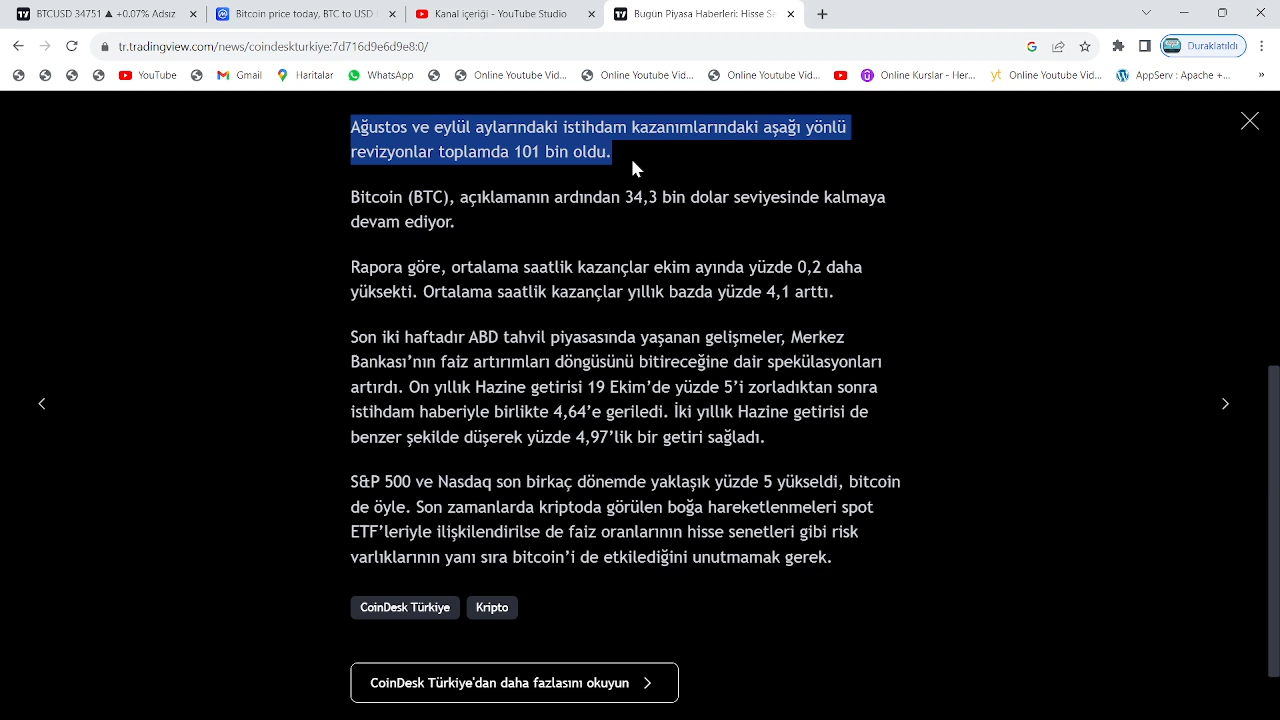 BTCUSD 34751 ▲ +0.07% Adsız
Bitcoin price today, BTC to USD
Kanal içeriği - YouTube Studio
Bugün Piyasa Haberleri: Hisse Se
tr.tradingview.com/news/coindeskturkiye:7d716d9e6d9e8:0/
Duraklatıldı
YouTube
Gmail
Haritalar
WhatsApp
Online Youtube Vid...
Online Youtube Vid...
Online Youtube Vid...
Online Kurslar - Her...
yt Online Youtube Vid...
AppServ : Apache +...
Ağustos ve eylül aylarındaki istihdam kazanımlarındaki aşağı yönlü
revizyonlar toplamda 101 bin oldu.
Bitcoin (BTC), açıklamanın ardından 34,3 bin dolar seviyesinde kalmaya
devam ediyor.
Rapora göre, ortalama saatlik kazançlar ekim ayında yüzde 0,2 daha
yüksekti. Ortalama saatlik kazançlar yıllık bazda yüzde 4,1 arttı.
Son iki haftadır ABD tahvil piyasasında yaşanan gelişmeler, Merkez
Bankası’nın faiz artırımları döngüsünü bitireceğine dair spekülasyonları
artırdı. On yıllık Hazine getirisi 19 Ekim’de yüzde 5’i zorladıktan sonra
istihdam haberiyle birlikte 4,64’e geriledi. İki yıllık Hazine getirisi de
benzer şekilde düşerek yüzde 4,97’lik bir getiri sağladı.
S&P 500 ve Nasdaq son birkaç dönemde yaklaşık yüzde 5 yükseldi, bitcoin
de öyle. Son zamanlarda kriptoda görülen boğa hareketlenmeleri spot
ETF’leriyle ilişkilendirilse de faiz oranlarının hisse senetleri gibi risk
varlıklarının yanı sıra bitcoin’i de etkilediğini unutmamak gerek.
CoinDesk Türkiye
Kripto
CoinDesk Türkiye'dan daha fazlasını okuyun